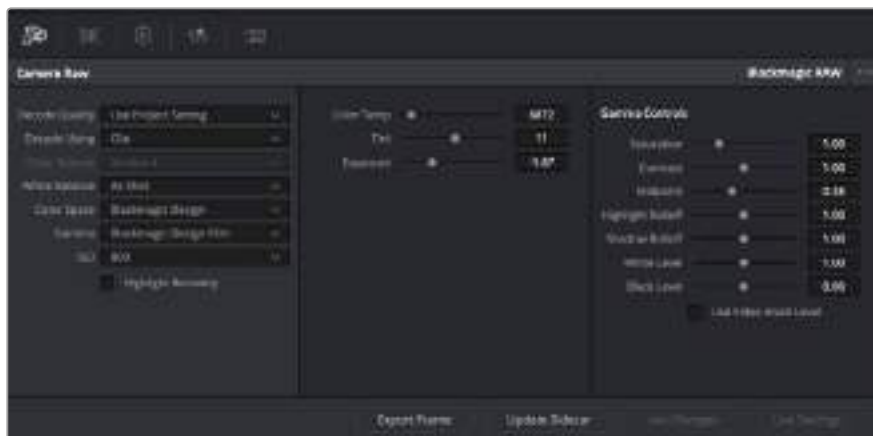 Camera Raw
Blackmagic RAW
Decode Quality Use Project Setting
Decode Using Clip
White Balance As Shot
Color Space Blackmagic Design
Gamma Blackmagic Design Film
ISO 800
Highlight Recovery
Color Temp
Tint 11
Exposure
Gamma Controls
Saturation 1.00
Contrast 1.00
Midpoint
Highlight Rolloff 1.00
Shadow Rolloff 1.00
White Level 1.00
Black Level
Use Video Black Level
Export Frame
Update Sidecar